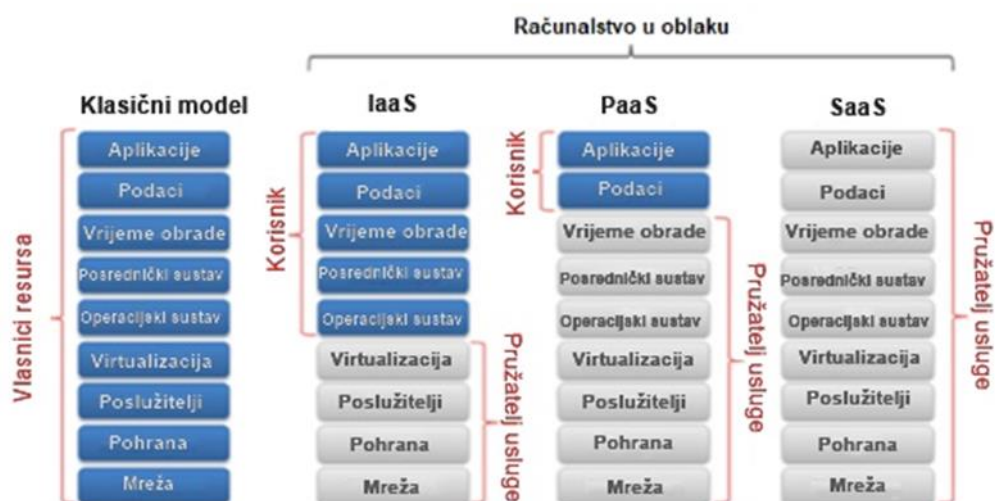 Računalstvo u oblaku
Klasični model
IaaS
PaaS
SaaS
Vlasnici resursa
Aplikacije
Podaci
Vrijeme obrade
Posrednički sustav
Operacijski sustav
Virtualizacija
Poslužitelji
Pohrana
Mreža
Korisnik
Aplikacije
Podaci
Vrijeme obrade
Posrednički sustav
Operacijski sustav
Virtualizacija
Poslužitelji
Pohrana
Mreža
Pružatelj usluge
Korisnik
Aplikacije
Podaci
Vrijeme obrade
Posrednički sustav
Operacijski sustav
Virtualizacija
Poslužitelji
Pohrana
Mreža
Pružatelj usluge
Aplikacije
Podaci
Vrijeme obrade
Posrednički sustav
Operacijski sustav
Virtualizacija
Poslužitelji
Pohrana
Mreža
Pružatelj usluge